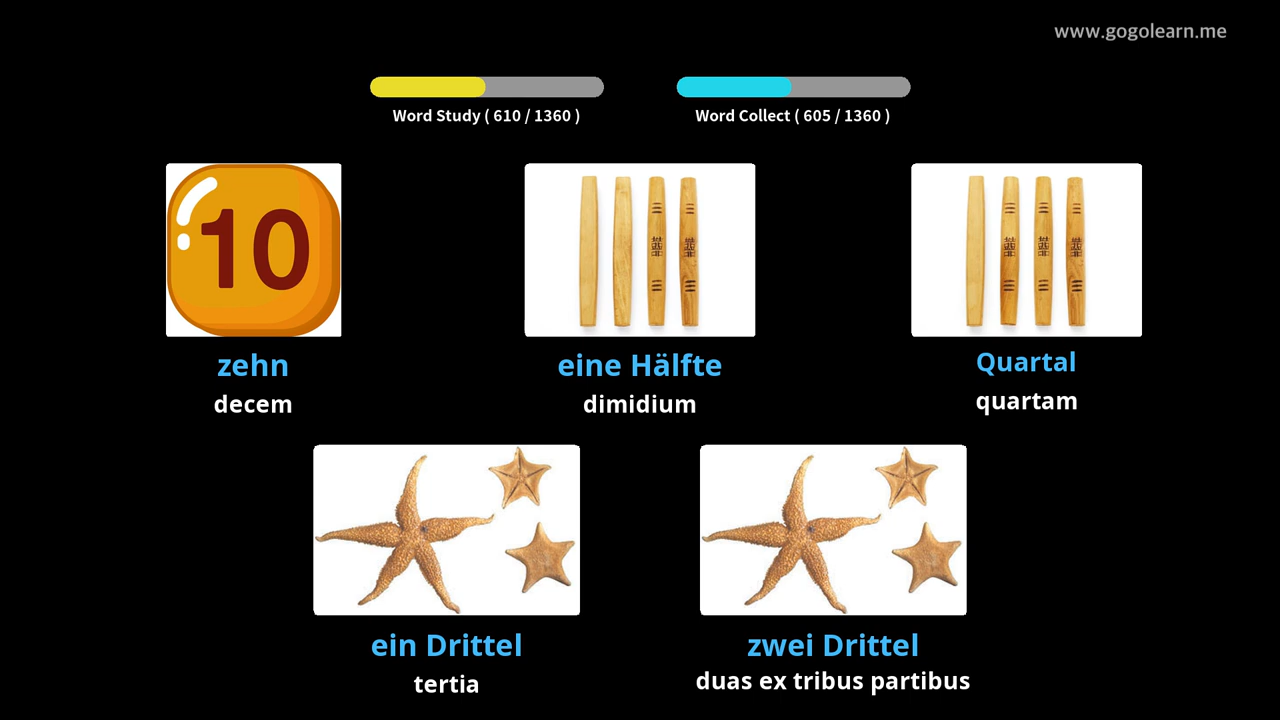 www.gogolearn.me
Word Study ( 610 / 1360 )
Word Collect ( 605 / 1360 )
10
zehn
decem
eine Hälfte
dimidium
Quartal
quartam
ein Drittel
tertia
zwei Drittel
duas ex tribus partibus